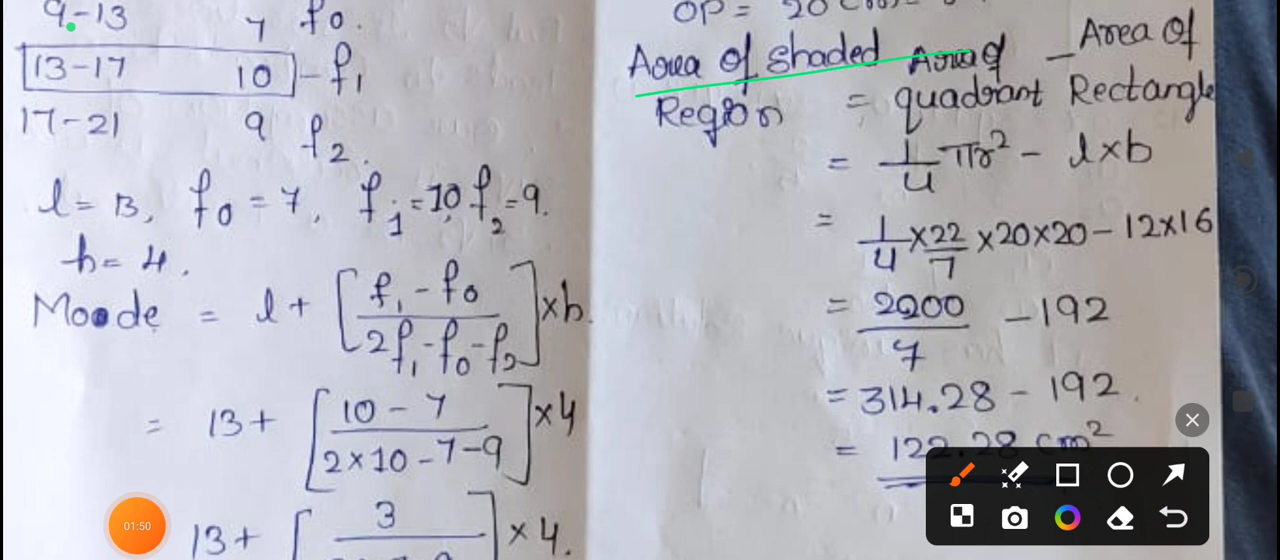 9-13 7 f0.
13-17 10 - f1
17-21 9 f2.
l = 13, f0 = 7, f1 = 10, f2 = 9.
h = 4.
Moode = l + [f1 - f0 / 2f1 - f0 - f2] × h.
= 13 + [10 - 7 / 2×10 - 7 - 9] × 4
13 + [3
] × 4.
OP = 20 cm
Area of shaded Region = Area of quadrant - Area of Rectangle
= 1/4 πr² - l×b
= 1/4 × 22/7 × 20×20 - 12×16
= 2200/7 - 192
= 314.28 - 192.
= 122.28 cm²
01:50